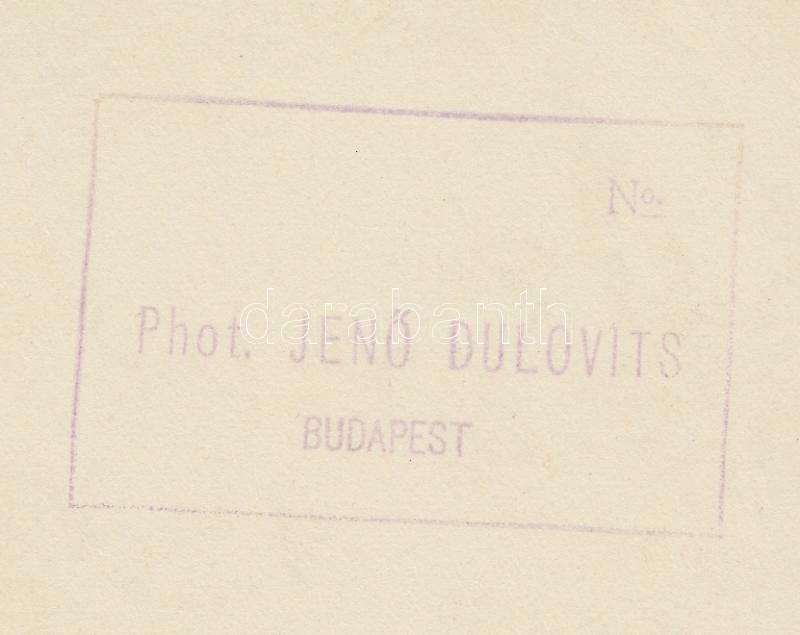 No.
Phot. JENŐ DULOVITS
BUDAPEST
darabanth